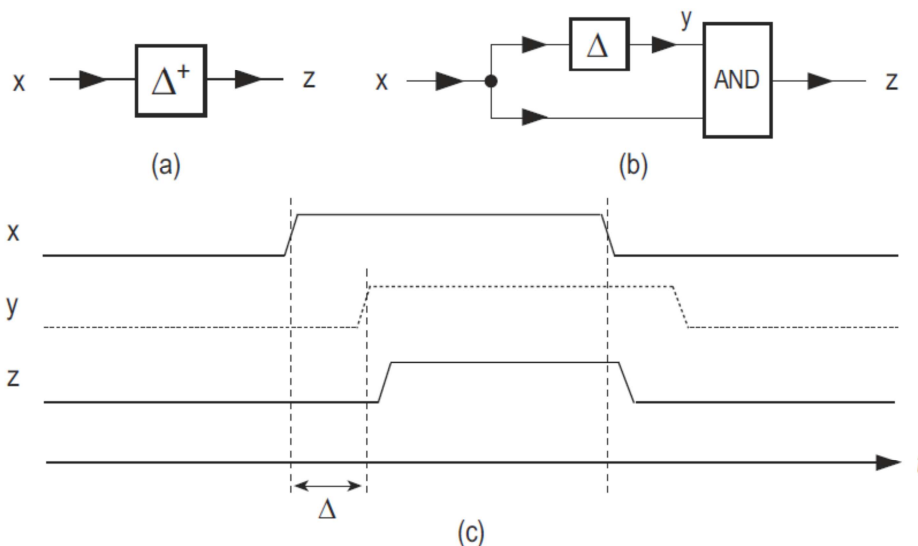 x Δ⁺ z
x Δ y AND z
(a) (b)
x
y
z
Δ
(c)